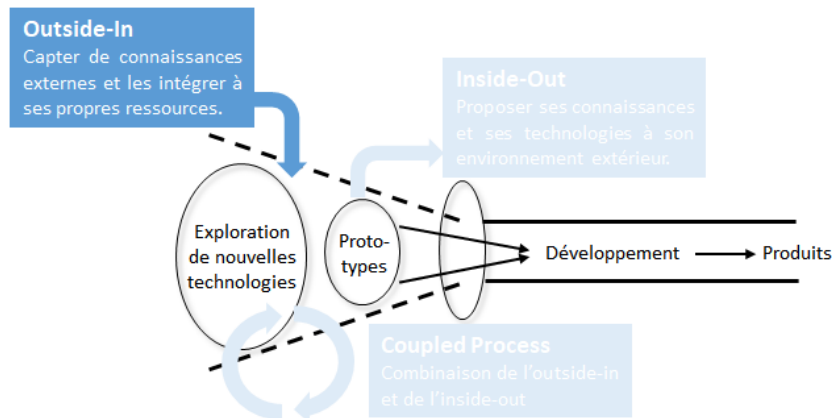 Outside-In
Capter de connaissances
externes et les intégrer à
ses propres ressources.
Inside-Out
Proposer ses connaissances
et ses technologies à son
environnement extérieur.
Exploration
de nouvelles
technologies
Proto-
types
Développement
Produits
Coupled Process
Combinaison de l’outside-in
et de l’inside-out